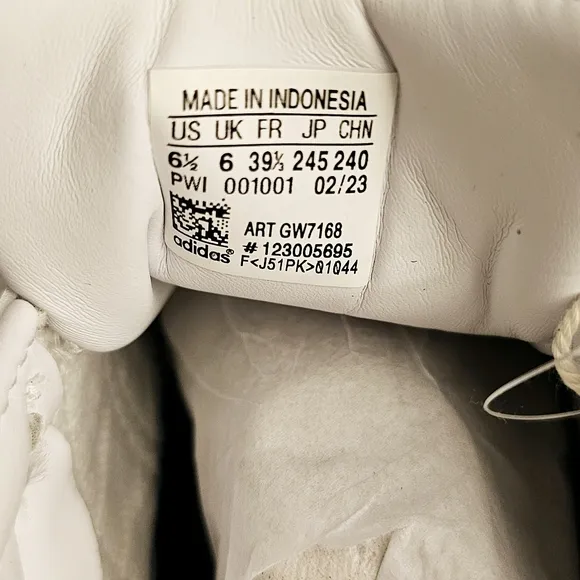 MADE IN INDONESIA
US UK FR JP CHN
6½ 6 39⅓ 245 240
PWI 001001 02/23
ART GW7168
adidas® # 123005695
F<J51PK>01044